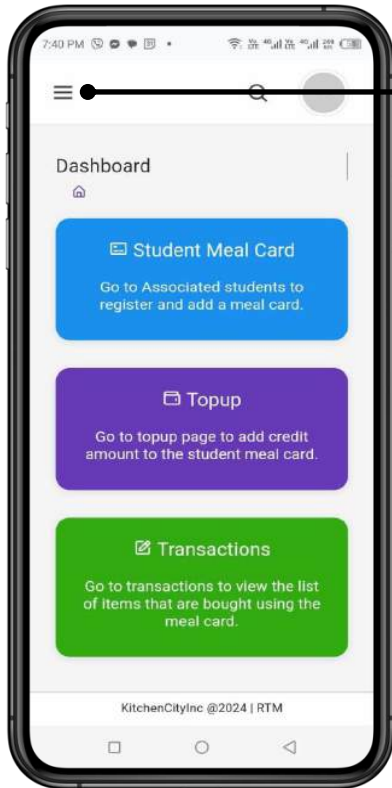 7:40 PM
Dashboard
Student Meal Card
Go to Associated students to
register and add a meal card.
Topup
Go to topup page to add credit
amount to the student meal card.
Transactions
Go to transactions to view the list
of items that are bought using the
meal card.
KitchenCityInc @2024 | RTM